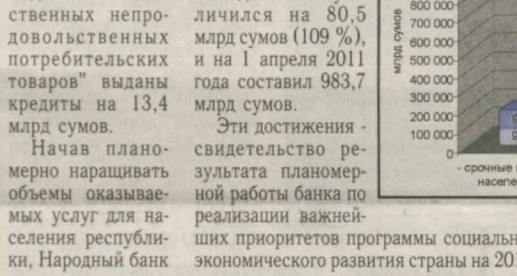 ственных непро-
довольственных
потребительских
товаров" выданы
кредиты на 13,4
млрд сумов.
Начав плано-
мерно наращивать
объемы оказывае-
мых услуг для на-
селения республи-
ки, Народный банк
личился на 80,5
млрд сумов (109 %),
и на 1 апреля 2011
года составил 983,7
млрд сумов.
Эти достижения -
свидетельство ре-
зультата планомер-
ной работы банка по
реализации важней-
ших приоритетов программы социальн
экономического развития страны на 20
млрд сумов
800 000
700 000
600 000
500 000
400 000
300 000
200 000
100 000
0
- срочные
населе